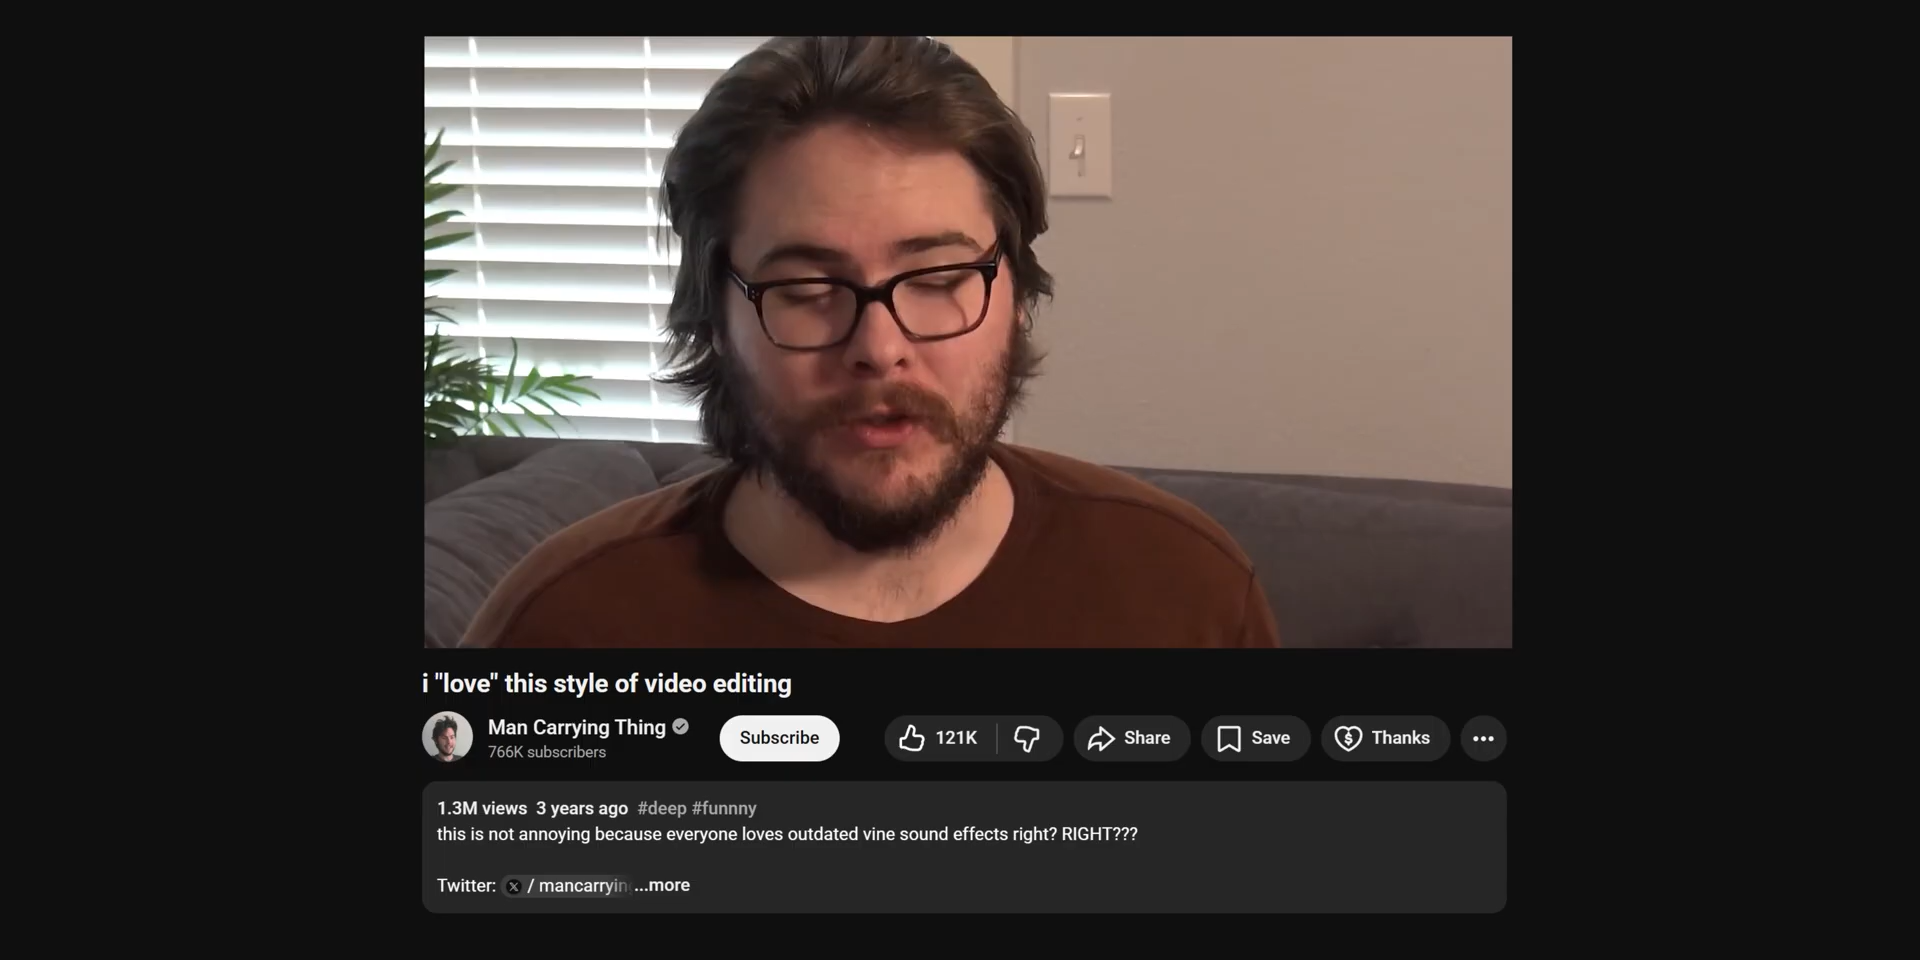 i "love" this style of video editing
Man Carrying Thing
766K subscribers
Subscribe
121K
Share
Save
Thanks
1.3M views 3 years ago #deep #funnny
this is not annoying because everyone loves outdated vine sound effects right? RIGHT???
Twitter: / mancarryin ...more